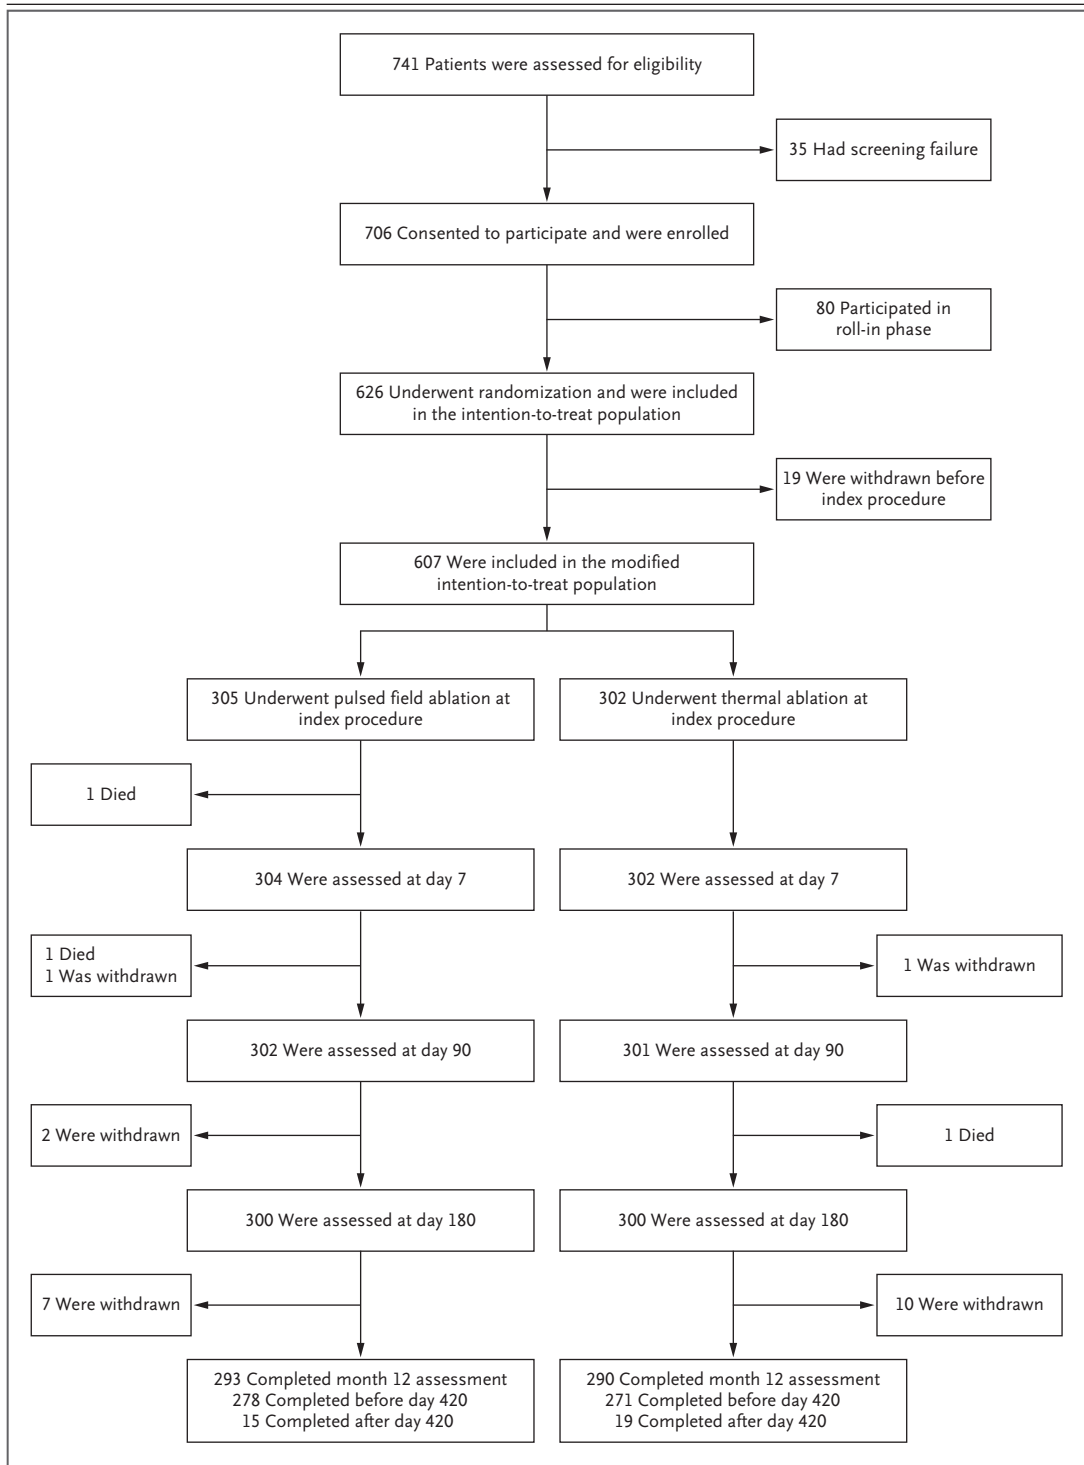 741 Patients were assessed for eligibility
35 Had screening failure
706 Consented to participate and were enrolled
80 Participated in
roll-in phase
626 Underwent randomization and were included
in the intention-to-treat population
19 Were withdrawn before
index procedure
607 Were included in the modified
intention-to-treat population
305 Underwent pulsed field ablation at
index procedure
302 Underwent thermal ablation at
index procedure
1 Died
304 Were assessed at day 7
302 Were assessed at day 7
1 Died
1 Was withdrawn
1 Was withdrawn
302 Were assessed at day 90
301 Were assessed at day 90
2 Were withdrawn
1 Died
300 Were assessed at day 180
300 Were assessed at day 180
7 Were withdrawn
10 Were withdrawn
293 Completed month 12 assessment
278 Completed before day 420
15 Completed after day 420
290 Completed month 12 assessment
271 Completed before day 420
19 Completed after day 420